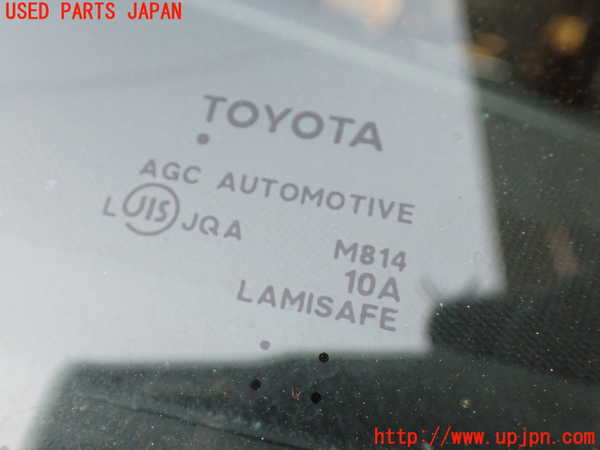 USED PARTS JAPAN
TOYOTA
AGC AUTOMOTIVE
L JIS JQA
M814
10A
LAMISAFE
http://www.upjpn.com